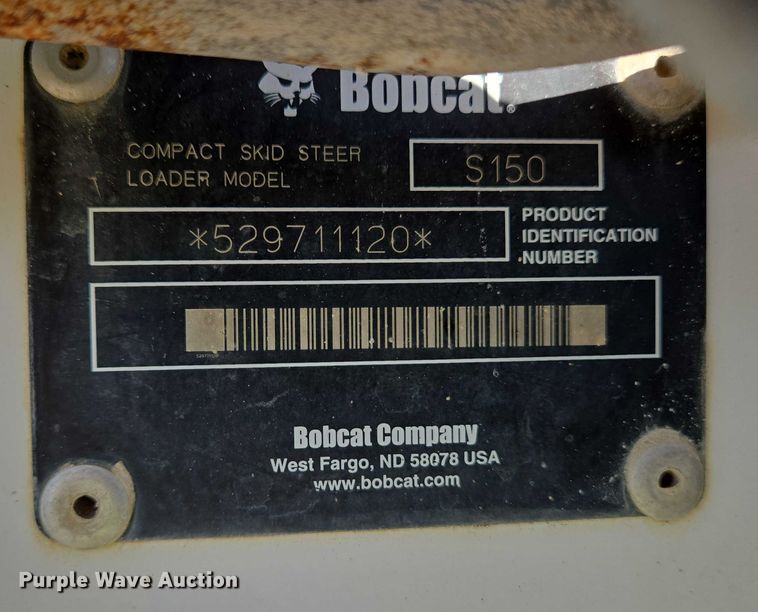 Bobcat®
COMPACT SKID STEER
LOADER MODEL
S150
*529711120*
PRODUCT
IDENTIFICATION
NUMBER
Bobcat Company
West Fargo, ND 58078 USA
www.bobcat.com
Purple Wave Auction